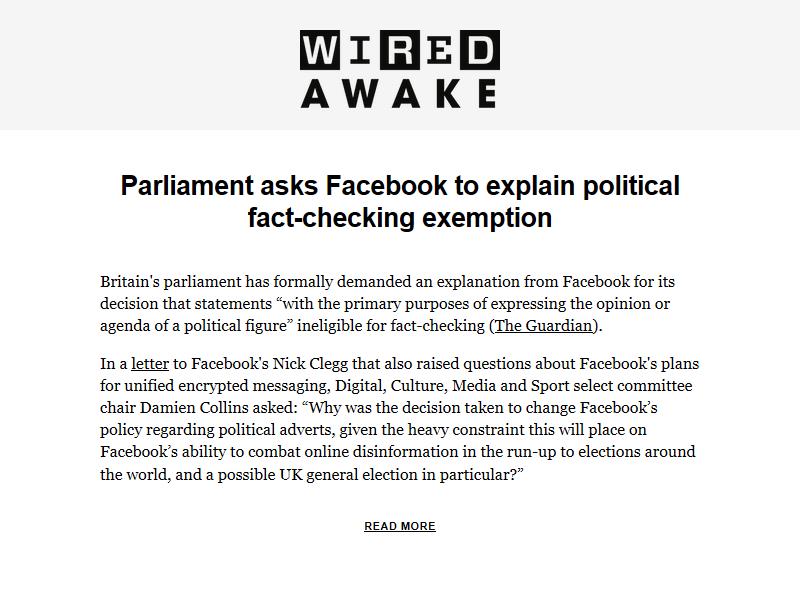 WIRED
AWAKE
Parliament asks Facebook to explain political
fact-checking exemption
Britain's parliament has formally demanded an explanation from Facebook for its
decision that statements “with the primary purposes of expressing the opinion or
agenda of a political figure” ineligible for fact-checking (The Guardian).
In a letter to Facebook's Nick Clegg that also raised questions about Facebook's plans
for unified encrypted messaging, Digital, Culture, Media and Sport select committee
chair Damien Collins asked: “Why was the decision taken to change Facebook’s
policy regarding political adverts, given the heavy constraint this will place on
Facebook’s ability to combat online disinformation in the run-up to elections around
the world, and a possible UK general election in particular?”
READ MORE